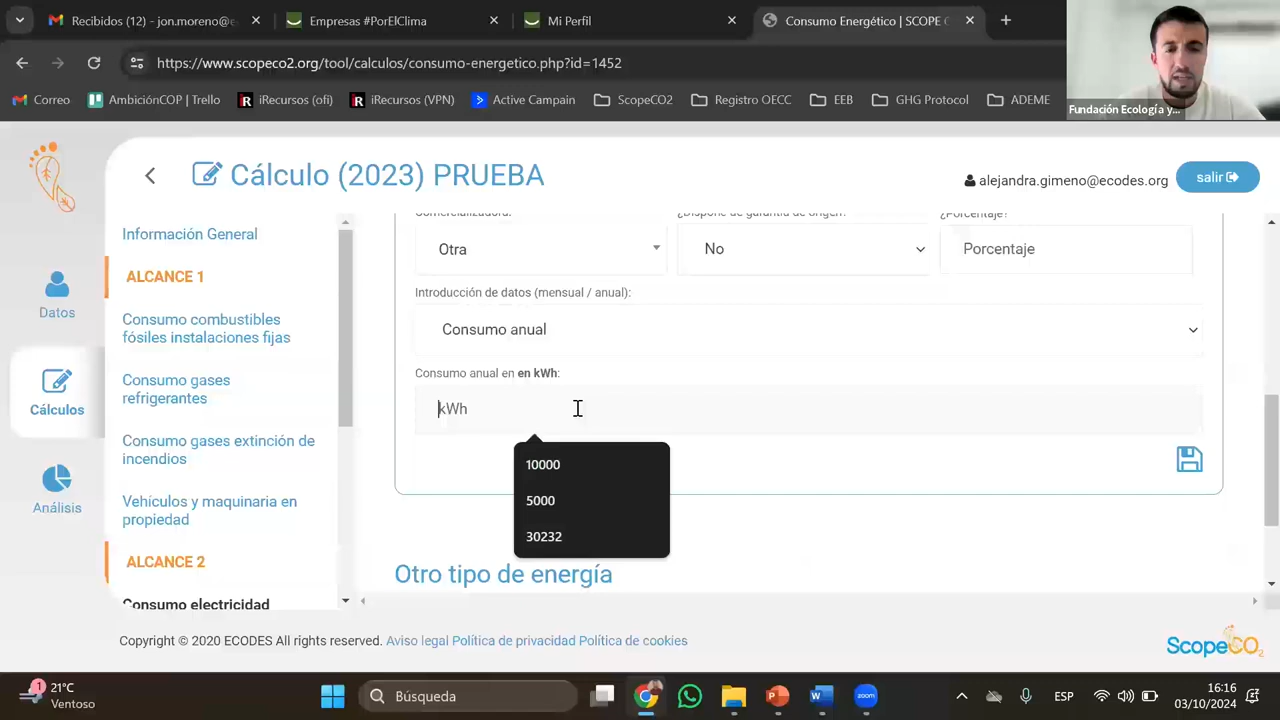 Recibidos (12) - jon.moreno@e
Empresas #PorElClima
Mi Perfil
Consumo Energético | SCOPE C
https://www.scopeco2.org/tool/calculos/consumo-energetico.php?id=1452
Correo
AmbiciónCOP | Trello
iRecursos (ofi)
iRecursos (VPN)
Active Campain
ScopeCO2
Registro OECC
EEB
GHG Protocol
ADEME
Fundación Ecología y...
Cálculo (2023) PRUEBA
alejandra.gimeno@ecodes.org
salir
Datos
Cálculos
Análisis
Información General
ALCANCE 1
Consumo combustibles
fósiles instalaciones fijas
Consumo gases
refrigerantes
Consumo gases extinción de
incendios
Vehículos y maquinaria en
propiedad
ALCANCE 2
Consumo electricidad
Comercializadora:
¿Dispone de garantía de origen?
¿Porcentaje?
Otra
No
Porcentaje
Introducción de datos (mensual / anual):
Consumo anual
Consumo anual en en kWh:
kWh
10000
5000
30232
Otro tipo de energía
Copyright © 2020 ECODES All rights reserved. Aviso legal Política de privacidad Política de cookies
ScopeCO2
21°C
Ventoso
Búsqueda
zoom
ESP
16:16
03/10/2024